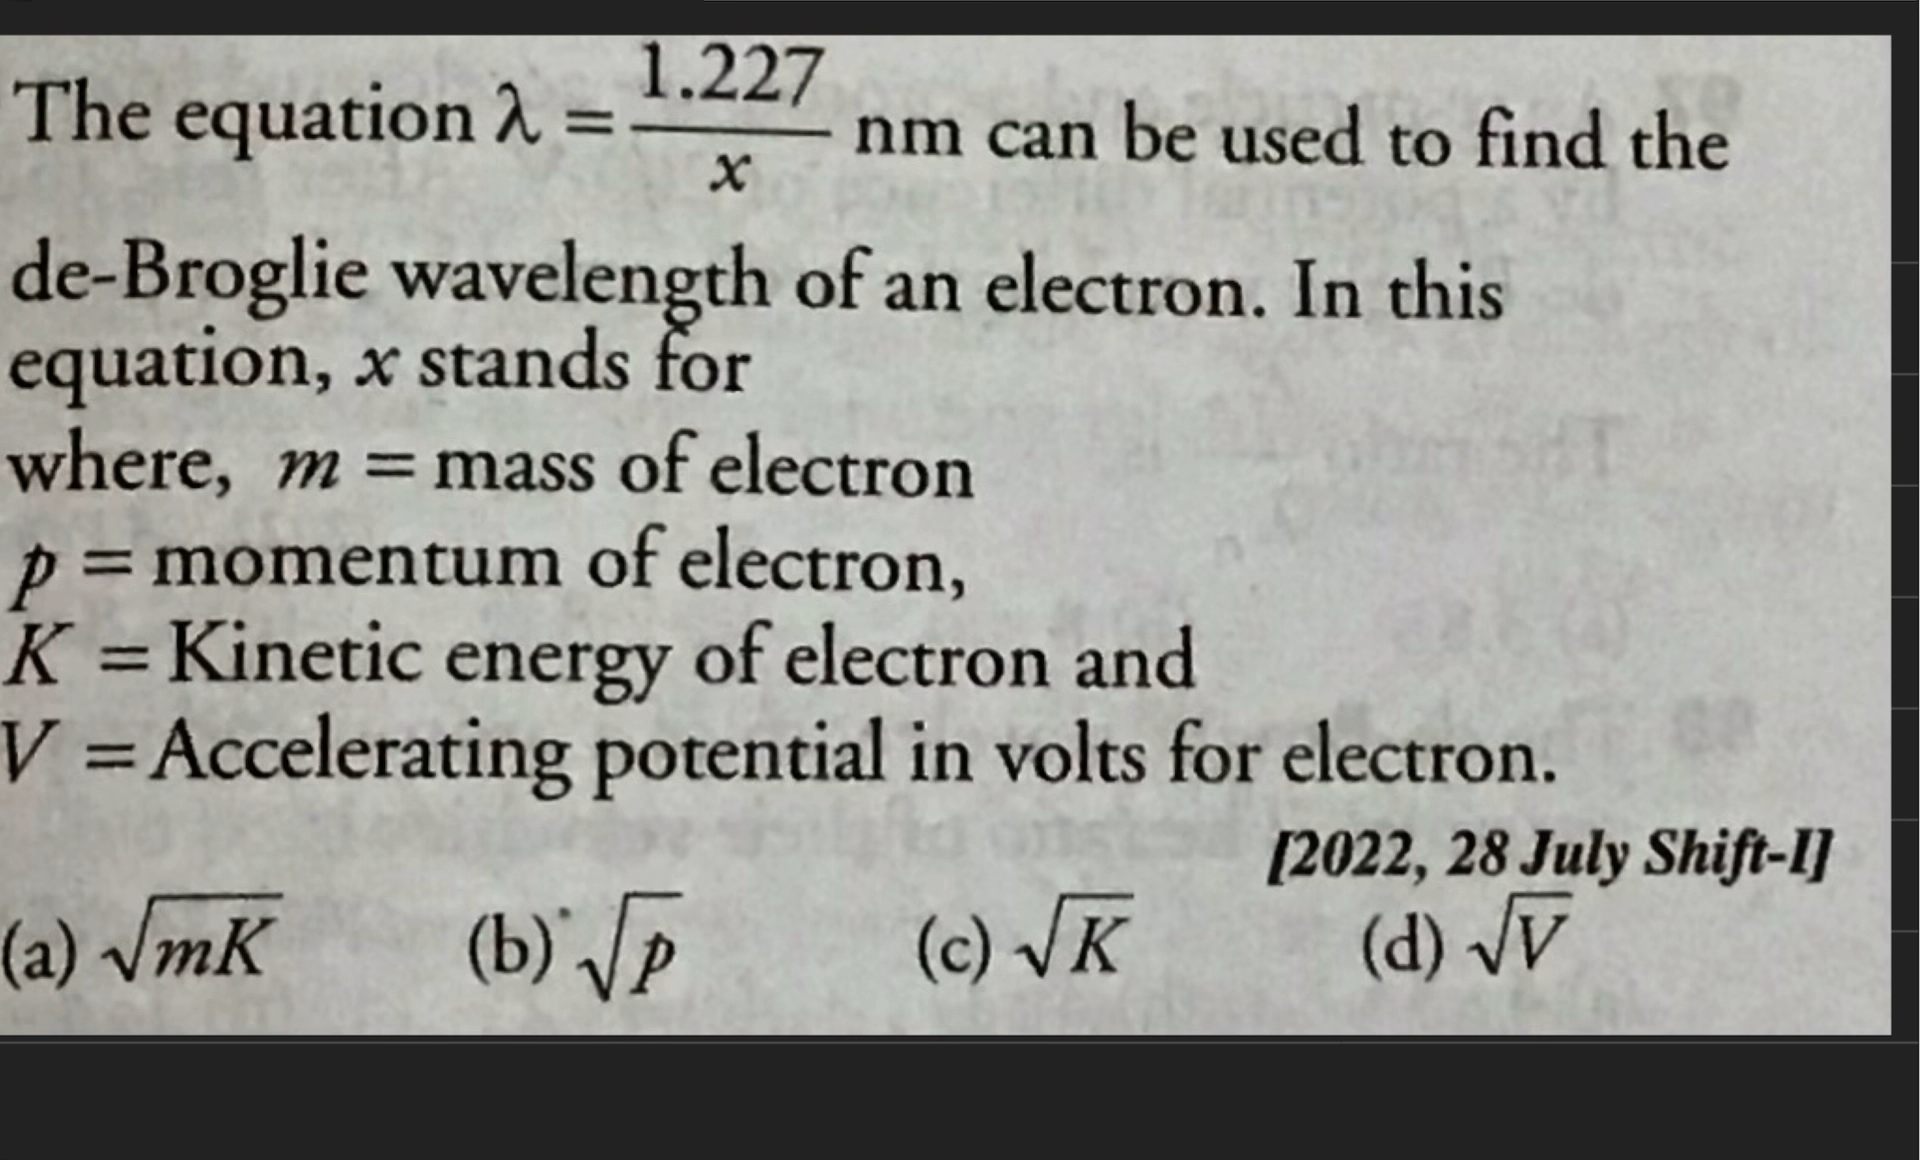 The equation λ = 1.227/x nm can be used to find the
de-Broglie wavelength of an electron. In this
equation, x stands for
where, m = mass of electron
p = momentum of electron,
K = Kinetic energy of electron and
V = Accelerating potential in volts for electron.
[2022, 28 July Shift-I]
(a) √mK (b) √p (c) √K (d) √V